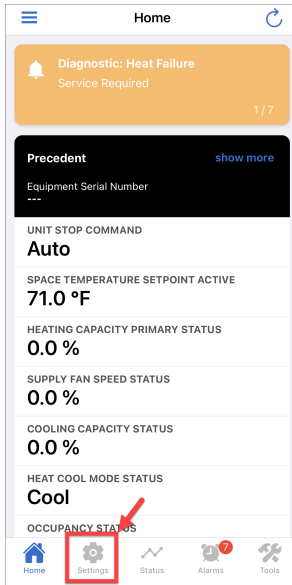 Home
Diagnostic: Heat Failure
Service Required
1/7
Precedent show more
Equipment Serial Number
---
UNIT STOP COMMAND
Auto
SPACE TEMPERATURE SETPOINT ACTIVE
71.0 °F
HEATING CAPACITY PRIMARY STATUS
0.0 %
SUPPLY FAN SPEED STATUS
0.0 %
COOLING CAPACITY STATUS
0.0 %
HEAT COOL MODE STATUS
Cool
OCCUPANCY STATUS
7
Home Settings Status Alarms Tools